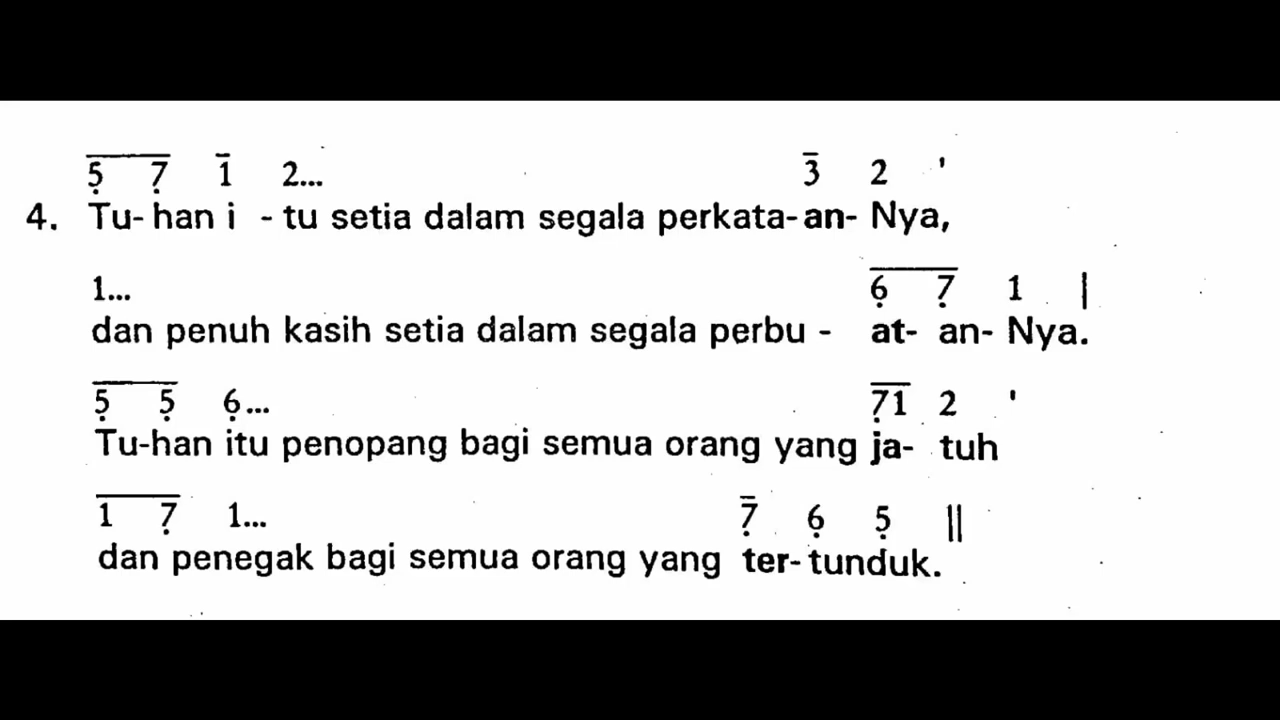 5̣ 7̣ 1̄ 2... 3̄ 2 '
4. Tu- han i - tu setia dalam segala perkata- an- Nya,
1... 6̣ 7̣ 1 |
dan penuh kasih setia dalam segala perbu - at- an- Nya.
5̣ 5̣ 6̣... 7̣1 2 '
Tu-han itu penopang bagi semua orang yang ja- tuh
1 7̣ 1... 7̣ 6̣ 5̣ ||
dan penegak bagi semua orang yang ter- tunduk.